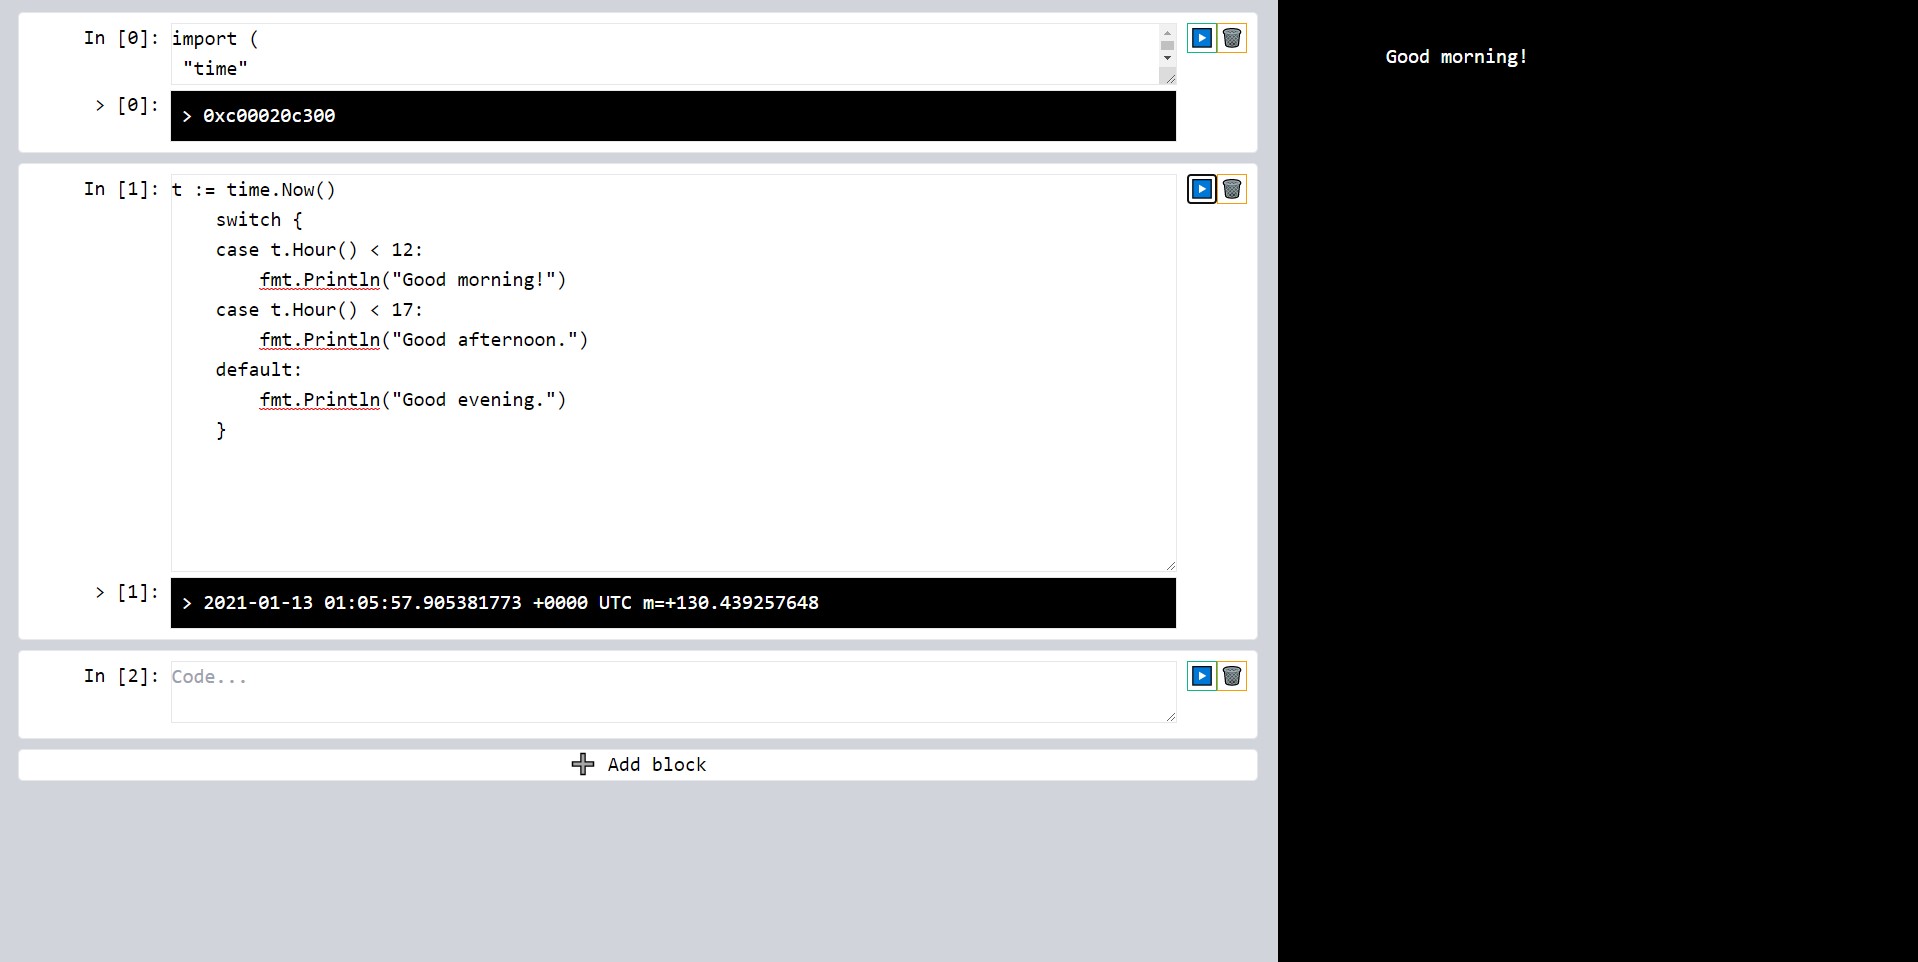 In [0]: import (
"time"
> [0]: > 0xc00020c300
In [1]: t := time.Now()
switch {
case t.Hour() < 12:
fmt.Println("Good morning!")
case t.Hour() < 17:
fmt.Println("Good afternoon.")
default:
fmt.Println("Good evening.")
}
> [1]: > 2021-01-13 01:05:57.905381773 +0000 UTC m=+130.439257648
In [2]: Code...
Add block
Good morning!